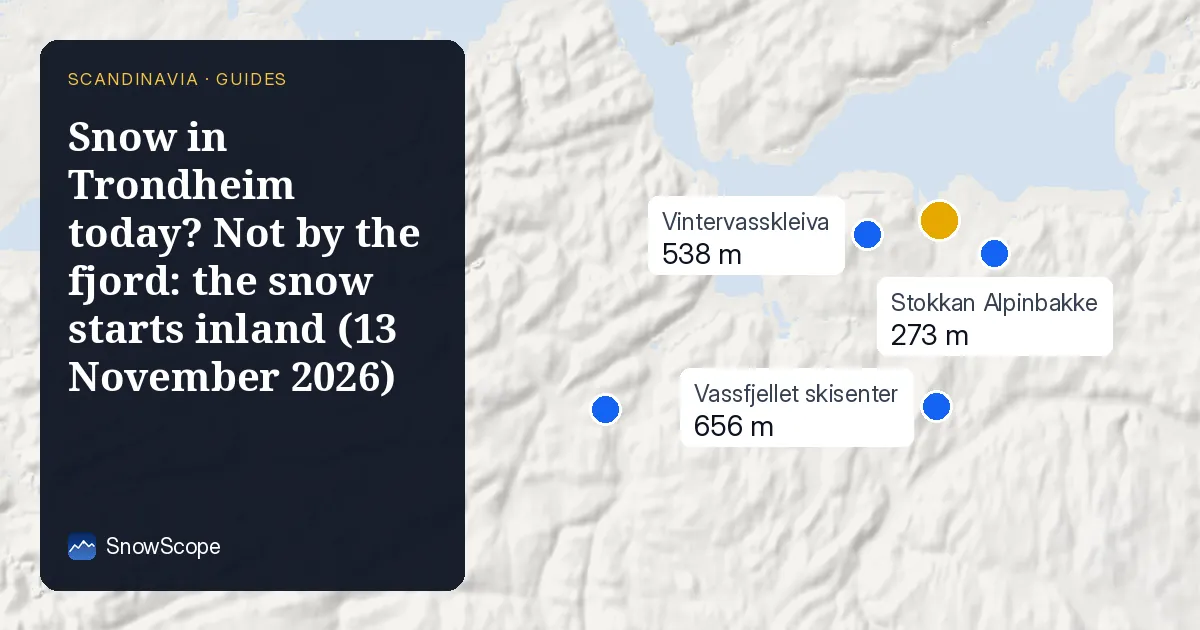 SCANDINAVIA · GUIDES
Snow in
Trondheim
today? Not by the
fjord: the snow
starts inland (13
November 2026)
SnowScope
Vintervasskleiva
538 m
Stokkan Alpinbakke
273 m
Vassfjellet skisenter
656 m